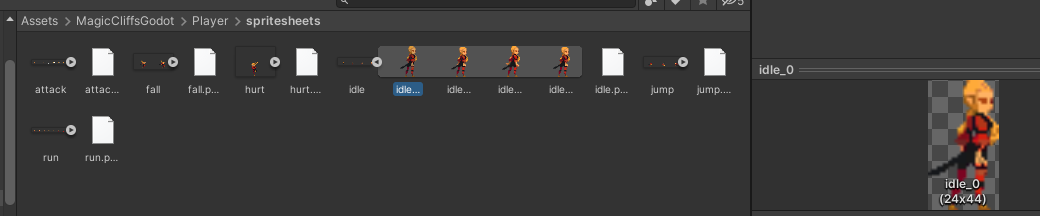 5
Assets > MagicCliffsGodot > Player > spritesheets
attack attac... fall fall.p... hurt hurt.... idle idle... idle... idle... idle... idle.p... jump jump....
run run.p...
idle_0
idle_0
(24x44)